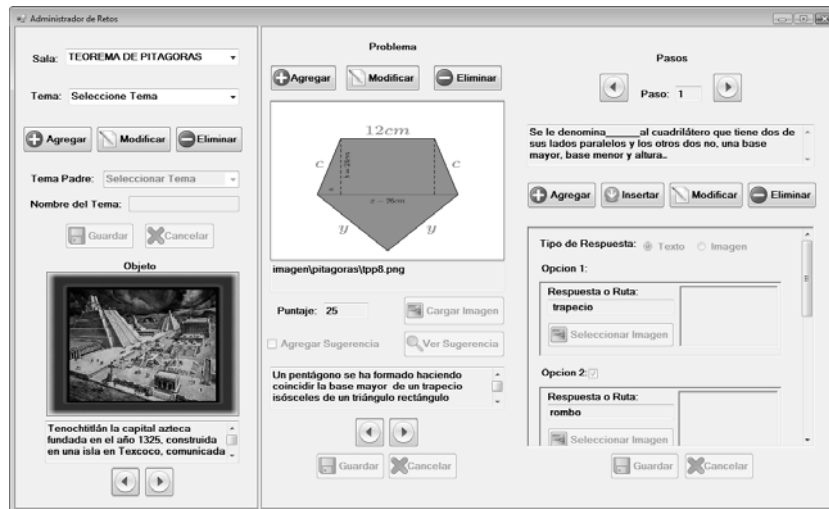 Administrador de Retos
Sala: TEOREMA DE PITAGORAS
Tema: Seleccione Tema
Agregar Modificar Eliminar
Tema Padre: Seleccionar Tema
Nombre del Tema:
Guardar Cancelar
Objeto
Tenochtitlán la capital azteca
fundada en el año 1325, construida
en una isla en Texcoco, comunicada
Problema
Agregar Modificar Eliminar
12cm
c c
x = 26cm
y y
imagen\pitagoras\tpp8.png
Puntaje: 25 Cargar Imagen
Agregar Sugerencia Ver Sugerencia
Un pentágono se ha formado haciendo
coincidir la base mayor de un trapecio
isósceles de un triángulo rectángulo
Guardar Cancelar
Pasos
Paso: 1
Se le denomina______al cuadrilátero que tiene dos de
sus lados paralelos y los otros dos no, una base
mayor, base menor y altura..
Agregar Insertar Modificar Eliminar
Tipo de Respuesta: Texto Imagen
Opcion 1:
Respuesta o Ruta:
trapecio
Seleccionar Imagen
Opcion 2:
Respuesta o Ruta:
rombo
Seleccionar Imagen
Guardar Cancelar